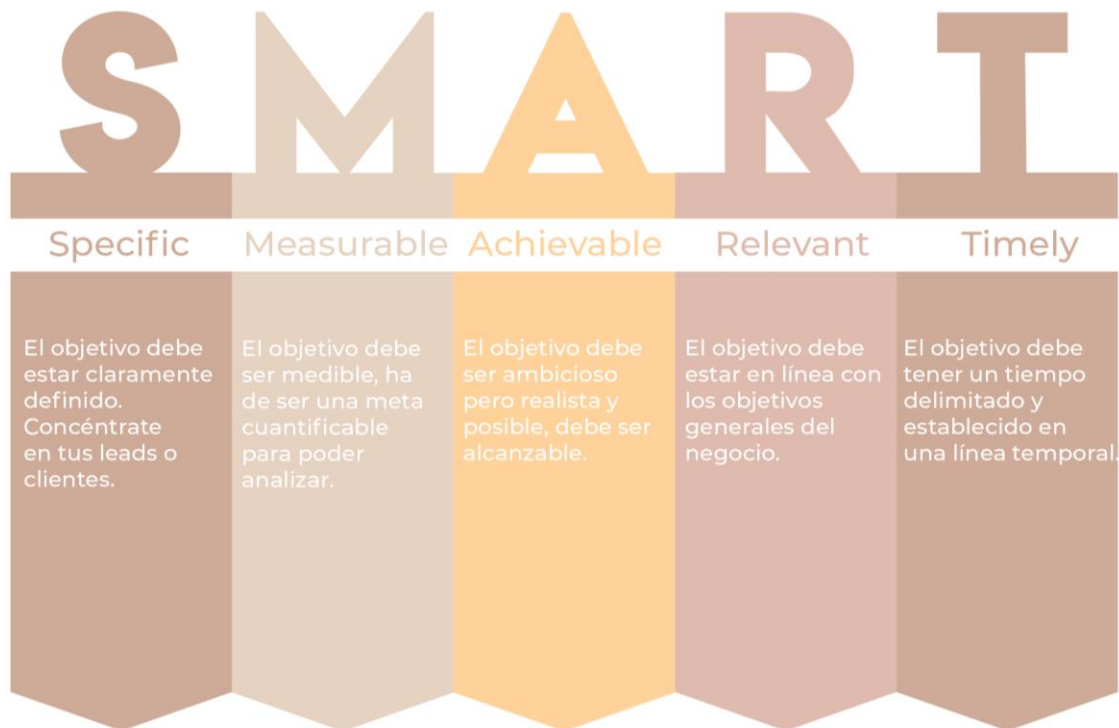 SMART
Specific
Measurable
Achievable
Relevant
Timely
El objetivo debe
estar claramente
definido.
Concéntrate
en tus leads o
clientes.
El objetivo debe
ser medible, ha
de ser una meta
cuantificable
para poder
analizar.
El objetivo debe
ser ambicioso
pero realista y
posible, debe ser
alcanzable.
El objetivo debe
estar en línea con
los objetivos
generales del
negocio.
El objetivo debe
tener un tiempo
delimitado y
establecido en
una línea temporal.